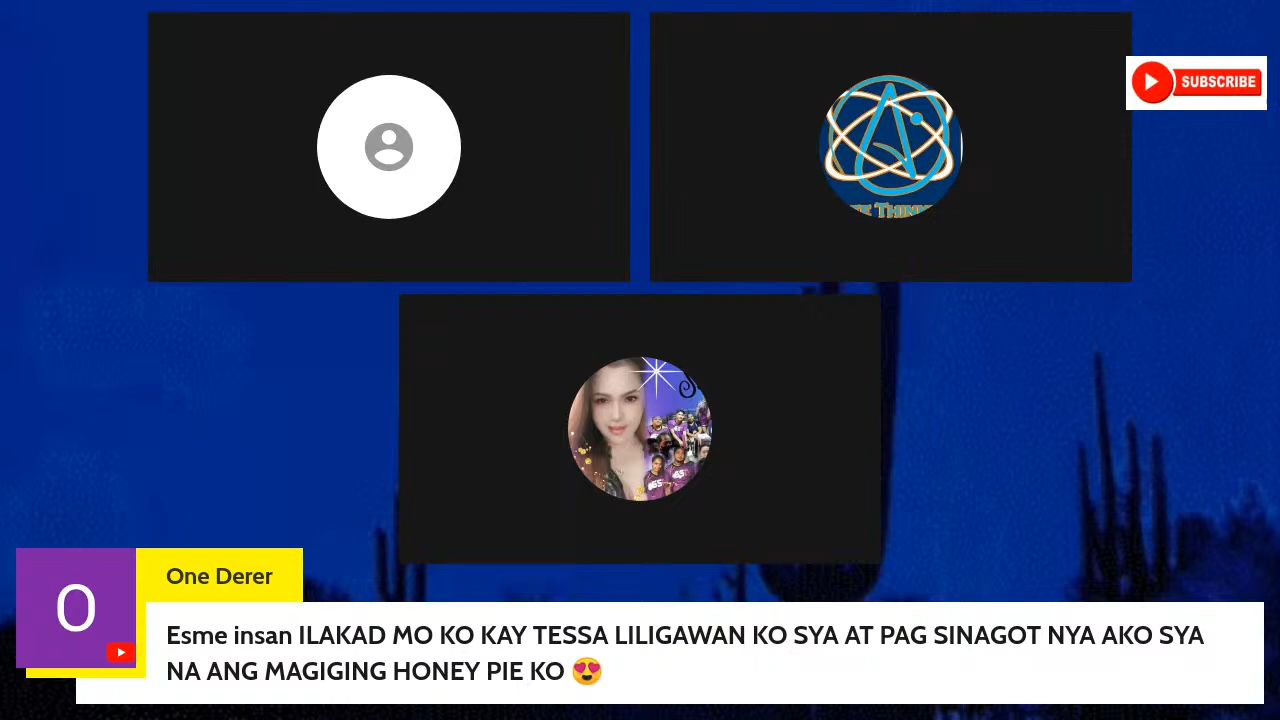 SUBSCRIBE
One Derer
O
Esme insan ILAKAD MO KO KAY TESSA LILIGAWAN KO SYA AT PAG SINAGOT NYA AKO SYA
NA ANG MAGIGING HONEY PIE KO 😍